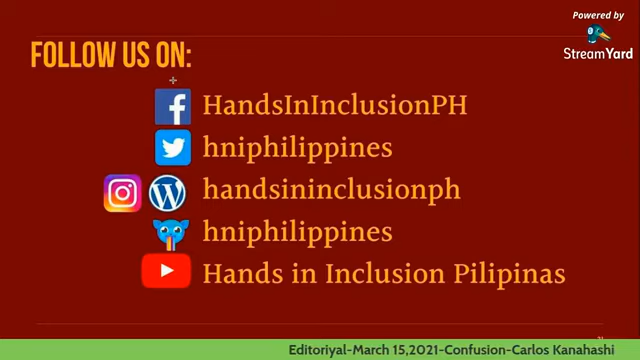 Powered by
StreamYard
FOLLOW US ON:
HandsInInclusionPH
hniphilippines
handsininclusionph
hniphilippines
Hands in Inclusion Pilipinas
Editoriyal-March 15,2021-Confusion-Carlos Kanahashi